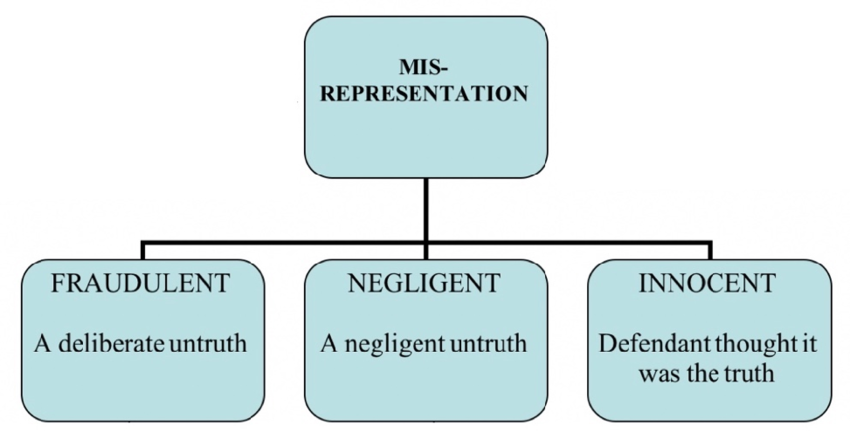 MIS-
REPRESENTATION
FRAUDULENT
A deliberate untruth
NEGLIGENT
A negligent untruth
INNOCENT
Defendant thought it
was the truth